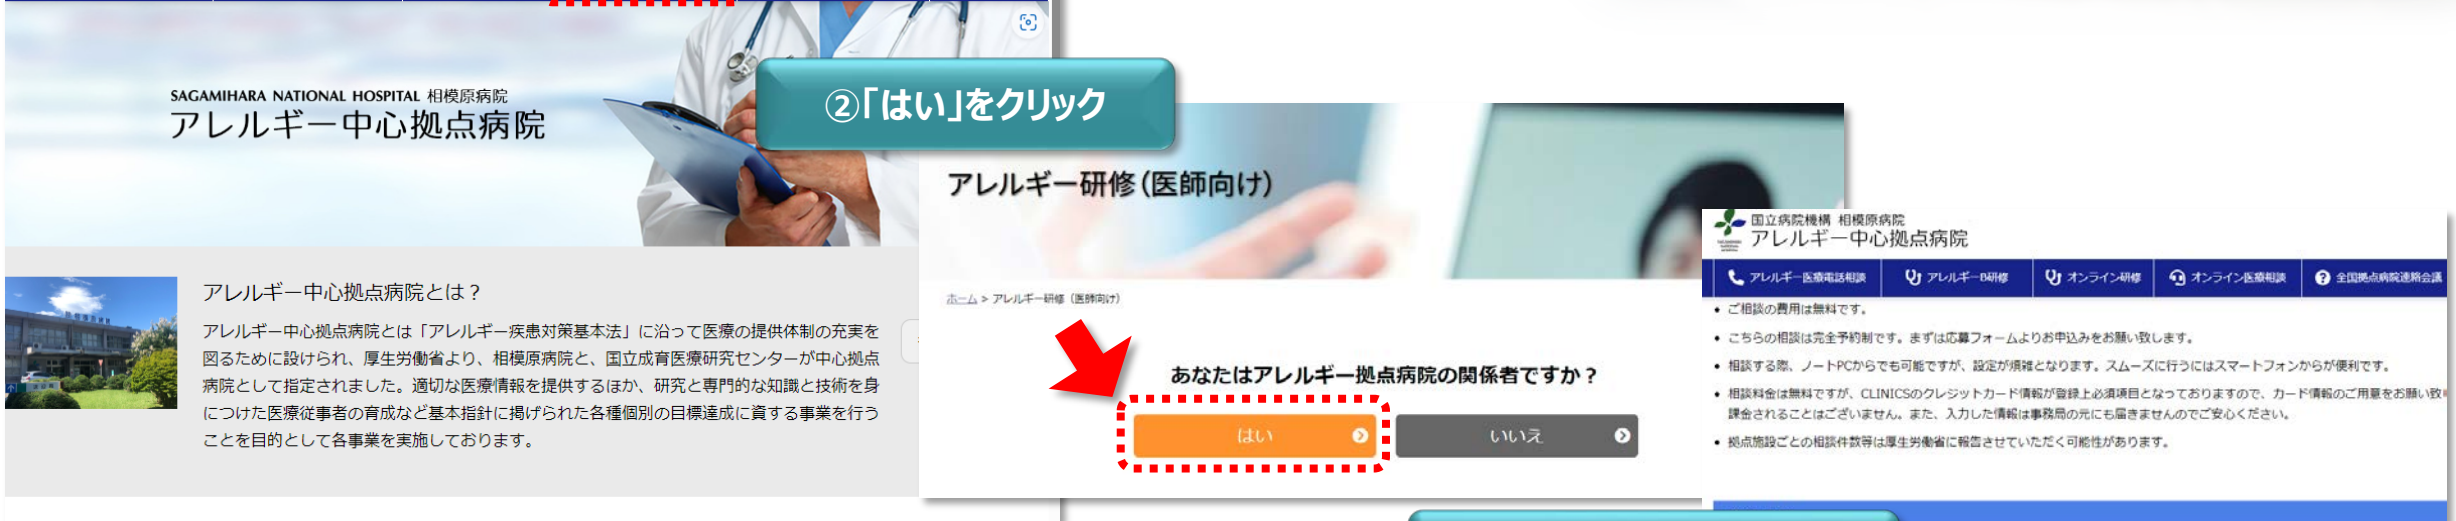 SAGAMIHARA NATIONAL HOSPITAL 相模原病院
アレルギー中心拠点病院
②「はい」をクリック
アレルギー中心拠点病院とは？
アレルギー中心拠点病院とは「アレルギー疾患対策基本法」に沿って医療の提供体制の充実を
図るために設けられ、厚生労働省より、相模原病院と、国立成育医療研究センターが中心拠点
病院として指定されました。適切な医療情報を提供するほか、研究と専門的な知識と技術を身
につけた医療従事者の育成など基本指針に掲げられた各種個別の目標達成に資する事業を行う
ことを目的として各事業を実施しております。
アレルギー研修（医師向け）
ホーム > アレルギー研修（医師向け）
あなたはアレルギー拠点病院の関係者ですか？
はい
いいえ
国立病院機構 相模原病院
アレルギー中心拠点病院
アレルギー医療電話相談
アレルギーB研修
オンライン研修
オンライン医療相談
全国拠点病院連絡会議
• ご相談の費用は無料です。
• こちらの相談は完全予約制です。まずは応募フォームよりお申込みをお願い致します。
• 相談する際、ノートPCからでも可能ですが、設定が煩雑となります。スムーズに行うにはスマートフォンからが便利です。
• 相談料金は無料ですが、CLINICSのクレジットカード情報が登録上必須項目となっておりますので、カード情報のご用意をお願い致
課金されることはございません。また、入力した情報は事務局の元にも届きませんのでご安心ください。
• 拠点施設ごとの相談件数等は厚生労働省に報告させていただく可能性があります。